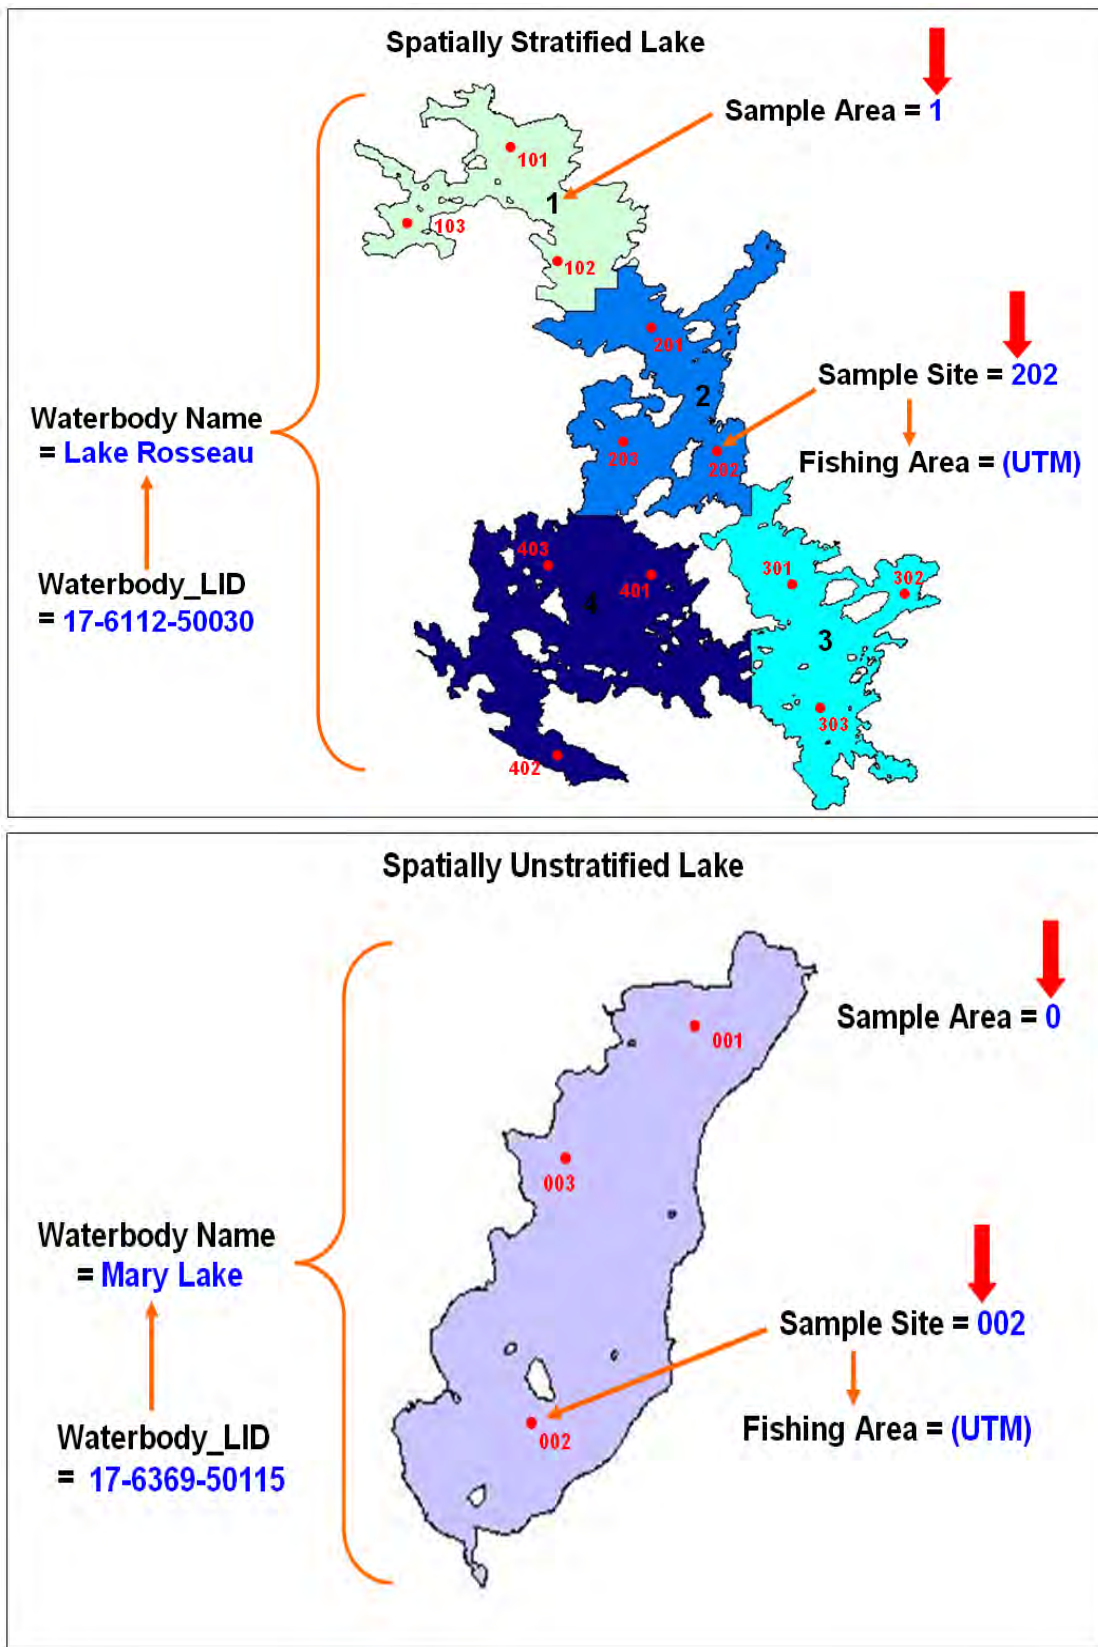 Spatially Stratified Lake
Sample Area = 1
101
1
103
102
201
Sample Site = 202
2
Waterbody Name
= Lake Rosseau
203
202
Fishing Area = (UTM)
403
401
301
302
Waterbody_LID
= 17-6112-50030
4
3
303
402
Spatially Unstratified Lake
Sample Area = 0
001
003
Waterbody Name
= Mary Lake
Sample Site = 002
002
Fishing Area = (UTM)
Waterbody_LID
= 17-6369-50115